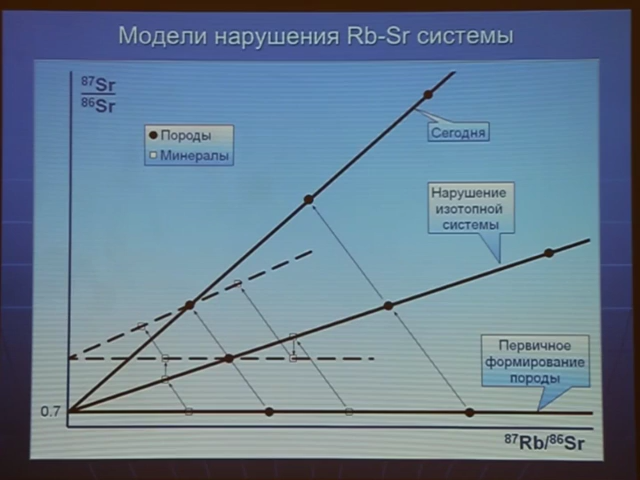 Модели нарушения Rb-Sr системы
87Sr
86Sr
Породы
Минералы
Сегодня
Нарушение
изотопной
системы
Первичное
формирование
породы
0.7
87Rb/86Sr